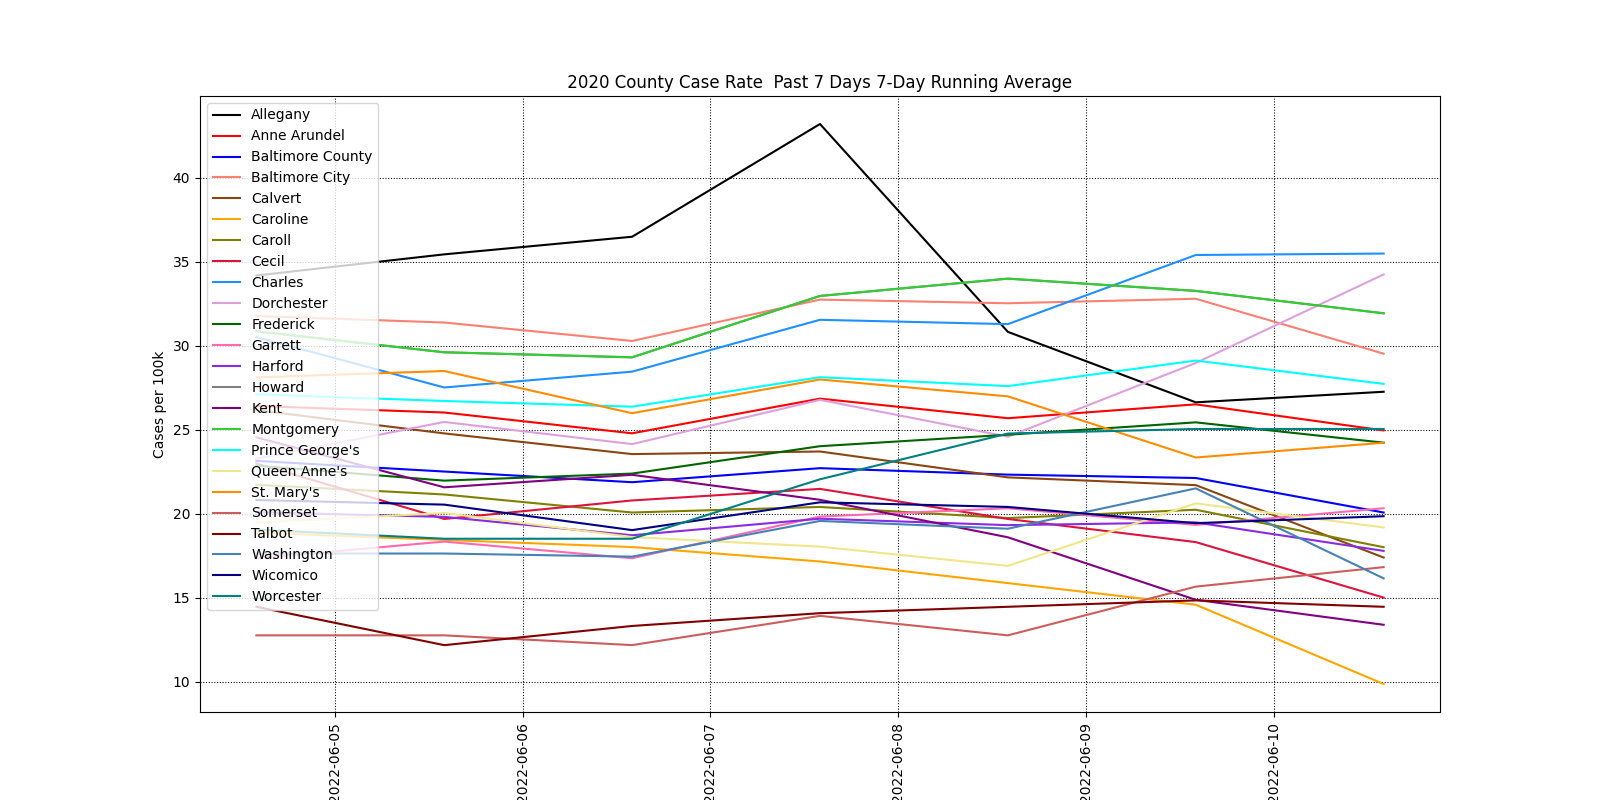 2020 County Case Rate  Past 7 Days 7-Day Running Average
Allegany
Anne Arundel
Baltimore County
Baltimore City
Calvert
Caroline
Caroll
Cecil
Charles
Dorchester
Frederick
Garrett
Harford
Howard
Kent
Montgomery
Prince George's
Queen Anne's
St. Mary's
Somerset
Talbot
Washington
Wicomico
Worcester
Cases per 100k
40
35
30
25
20
15
10
2022-06-05
2022-06-06
2022-06-07
2022-06-08
2022-06-09
2022-06-10